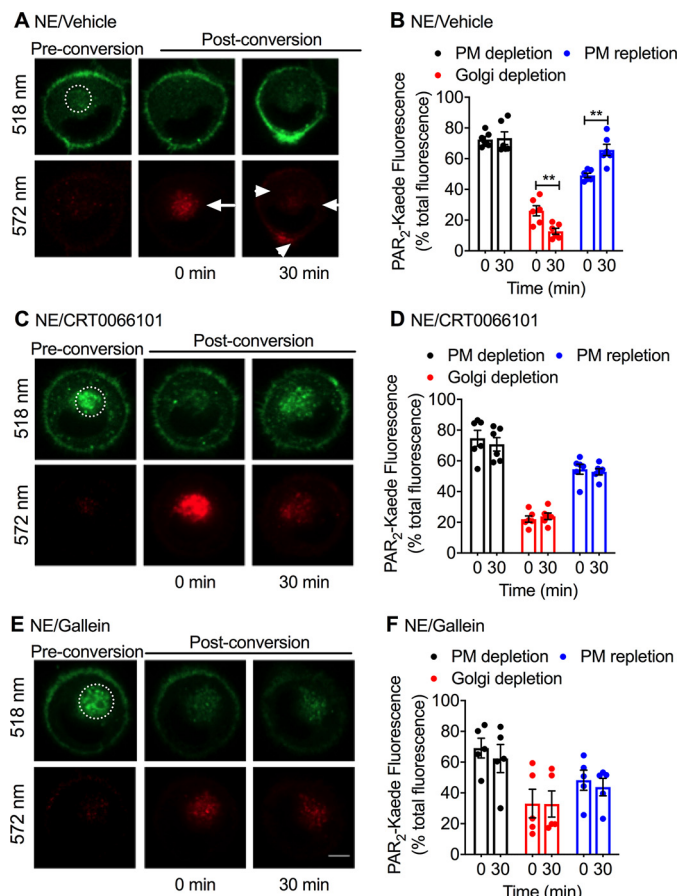 A NE/Vehicle
Pre-conversion
Post-conversion
518 nm
572 nm
0 min
30 min
B NE/Vehicle
PM depletion
PM repletion
Golgi depletion
PAR2-Kaede Fluorescence
(% total fluorescence)
100
80
60
40
20
0
**
**
0 30 0 30 0 30
Time (min)
C NE/CRT0066101
Pre-conversion
Post-conversion
518 nm
572 nm
0 min
30 min
D NE/CRT0066101
PM depletion
PM repletion
Golgi depletion
PAR2-Kaede Fluorescence
(% total fluorescence)
100
80
60
40
20
0
0 30 0 30 0 30
Time (min)
E NE/Gallein
Pre-conversion
Post-conversion
518 nm
572 nm
0 min
30 min
F NE/Gallein
PM depletion
PM repletion
Golgi depletion
PAR2-Kaede Fluorescence
(% total fluorescence)
100
80
60
40
20
0
0 30 0 30 0 30
Time (min)